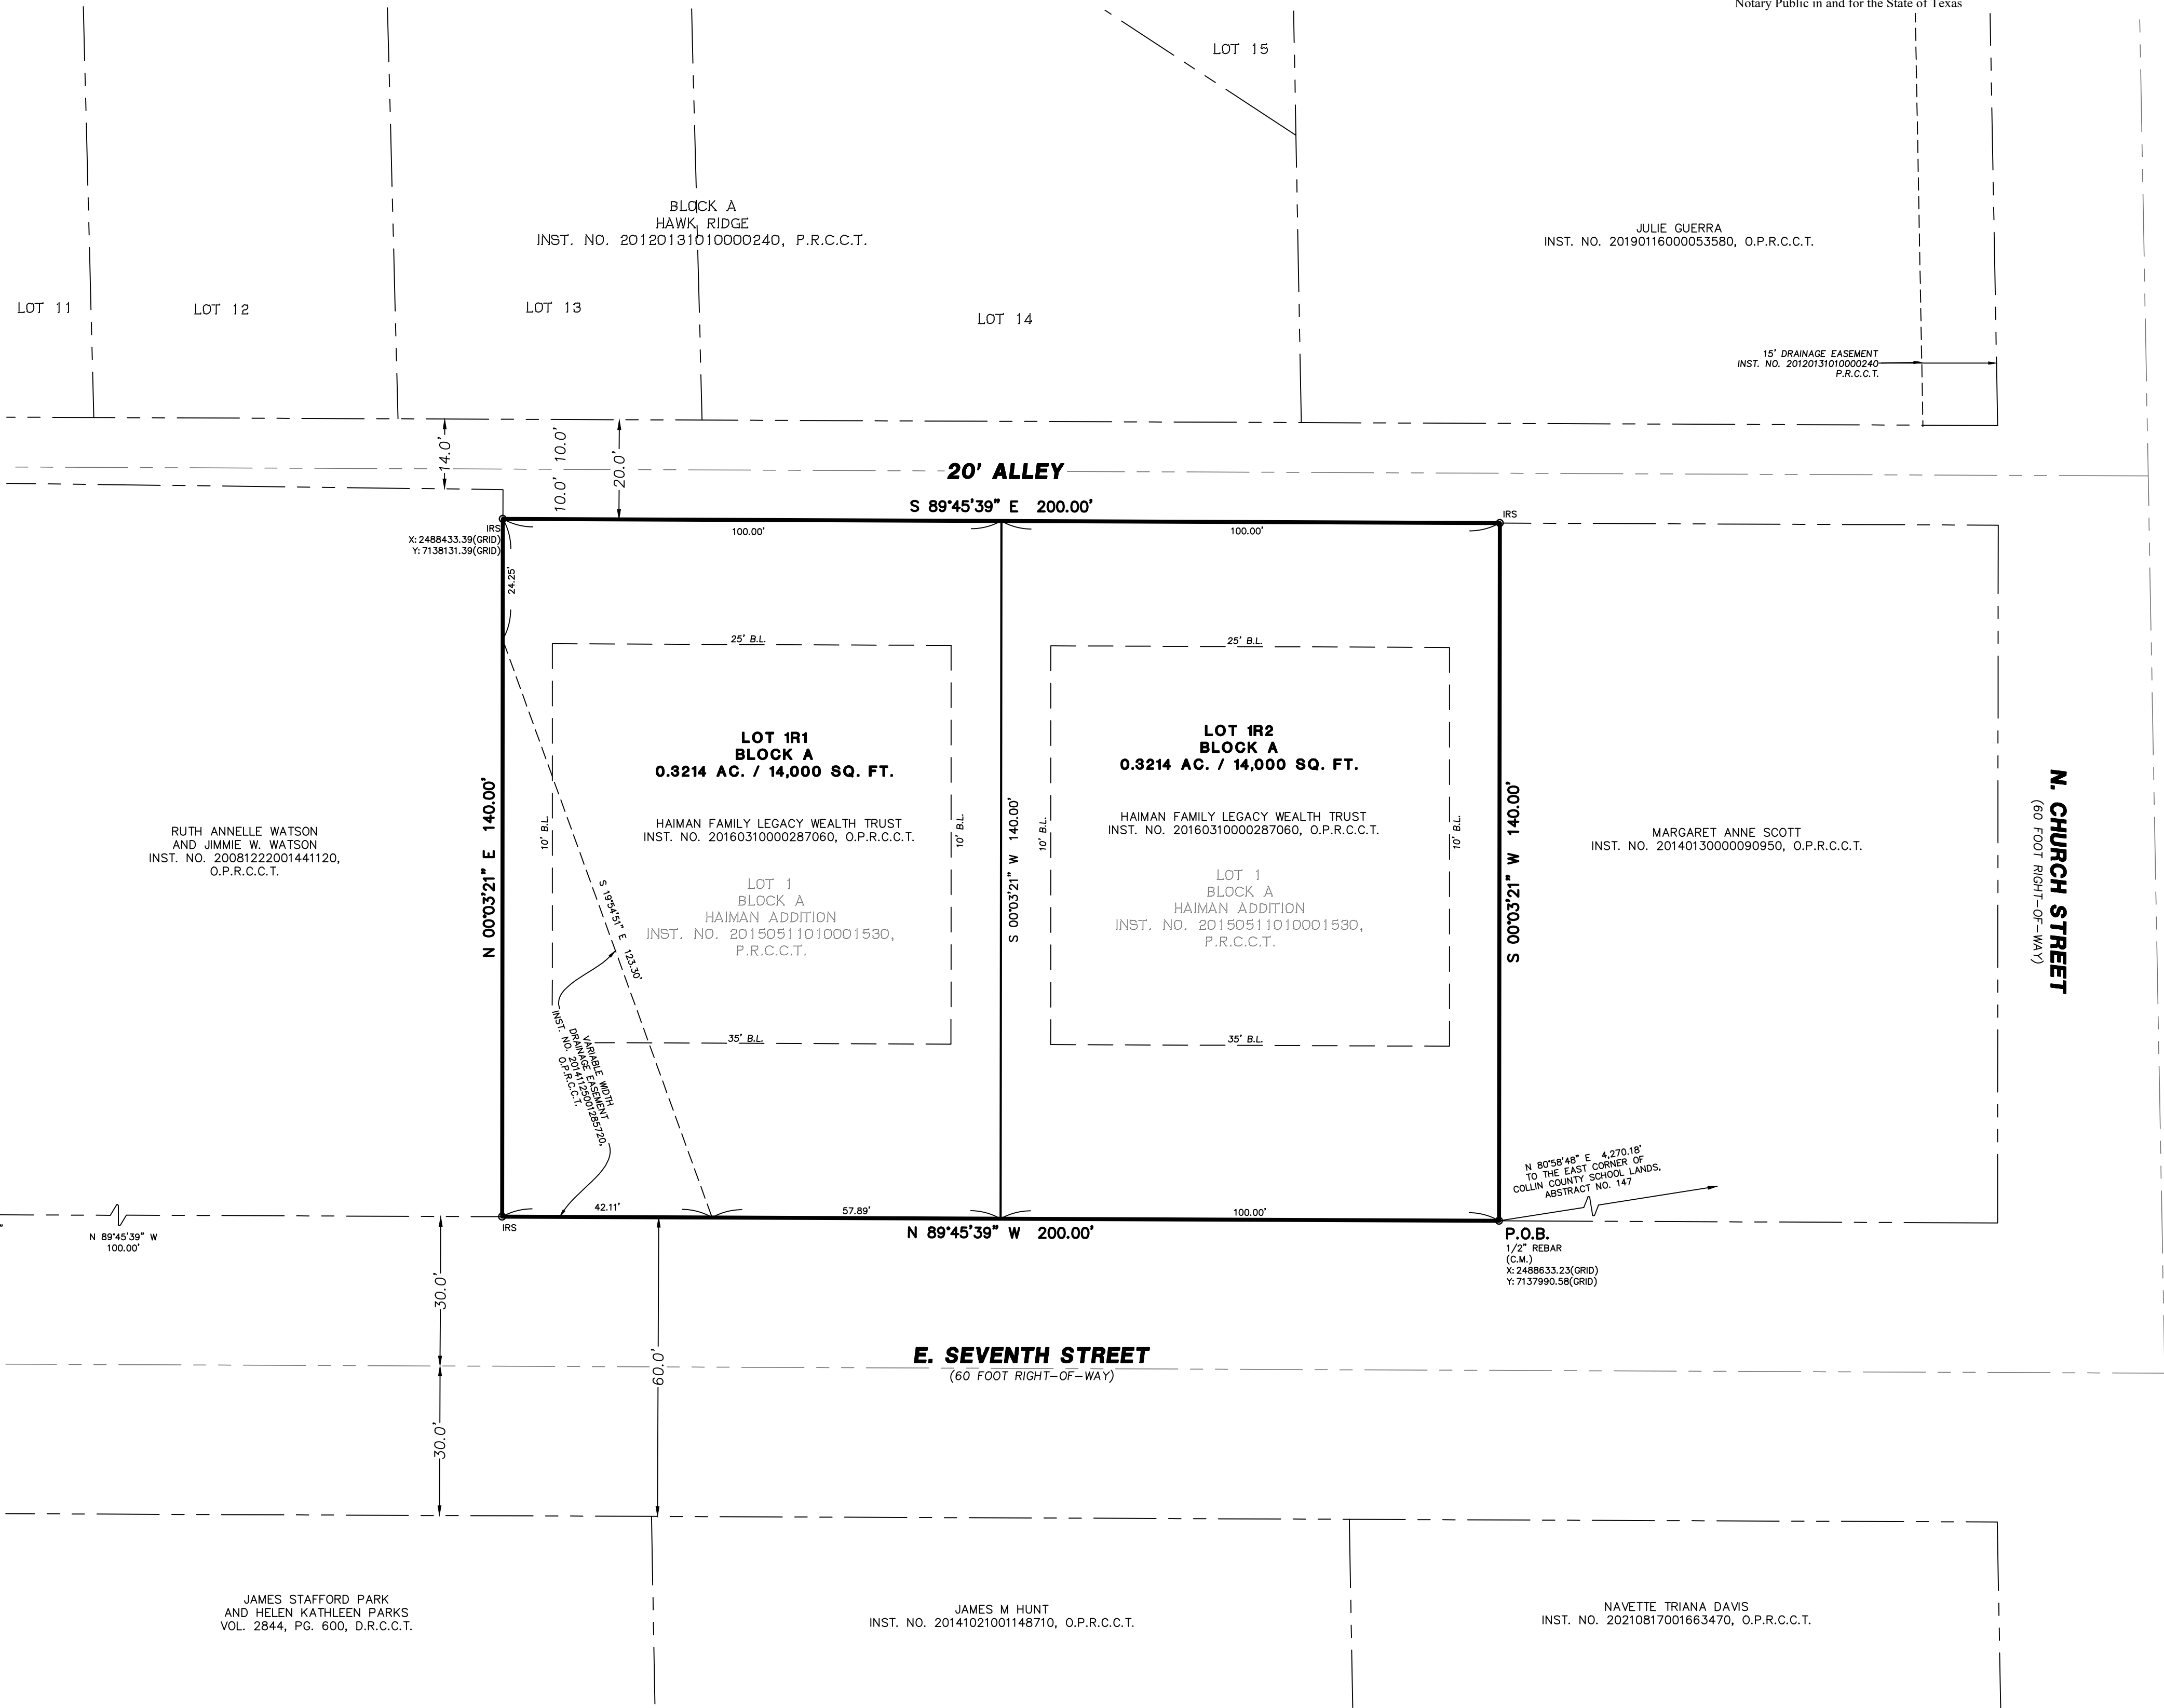 Notary Public in and for the State of Texas
LOT 15
BLOCK A
HAWK RIDGE
INST. NO. 20120131010000240, P.R.C.C.T.
JULIE GUERRA
INST. NO. 20190116000053580, O.P.R.C.C.T.
LOT 11
LOT 12
LOT 13
LOT 14
15' DRAINAGE EASEMENT
INST. NO. 20120131010000240
P.R.C.C.T.
14.0'
10.0'
10.0'
20.0'
20' ALLEY
S 89°45'39" E 200.00'
IRS
X: 2488433.39(GRID)
Y: 7138131.39(GRID)
100.00'
100.00'
IRS
24.25'
25' B.L.
25' B.L.
LOT 1R1
BLOCK A
0.3214 AC. / 14,000 SQ. FT.
LOT 1R2
BLOCK A
0.3214 AC. / 14,000 SQ. FT.
HAIMAN FAMILY LEGACY WEALTH TRUST
INST. NO. 20160310000287060, O.P.R.C.C.T.
HAIMAN FAMILY LEGACY WEALTH TRUST
INST. NO. 20160310000287060, O.P.R.C.C.T.
LOT 1
BLOCK A
HAIMAN ADDITION
INST. NO. 20150511010001530,
P.R.C.C.T.
LOT 1
BLOCK A
HAIMAN ADDITION
INST. NO. 20150511010001530,
P.R.C.C.T.
RUTH ANNELLE WATSON
AND JIMMIE W. WATSON
INST. NO. 20081222001441120,
O.P.R.C.C.T.
N 00°03'21" E 140.00'
10' B.L.
10' B.L.
S 00°03'21" W 140.00'
10' B.L.
10' B.L.
S 00°03'21" W 140.00'
MARGARET ANNE SCOTT
INST. NO. 20140130000090950, O.P.R.C.C.T.
N. CHURCH STREET
(60 FOOT RIGHT-OF-WAY)
S 19°54'51" E 123.30'
VARIABLE WIDTH
DRAINAGE EASEMENT
INST. NO. 20141125001285720,
O.P.R.C.C.T.
35' B.L.
35' B.L.
N 80°58'48" E 4,270.18'
TO THE EAST CORNER OF
COLLIN COUNTY SCHOOL LANDS,
ABSTRACT NO. 147
N 89°45'39" W
100.00'
IRS
42.11'
57.89'
100.00'
N 89°45'39" W 200.00'
P.O.B.
1/2" REBAR
(C.M.)
X: 2488633.23(GRID)
Y: 7137990.58(GRID)
30.0'
30.0'
60.0'
E. SEVENTH STREET
(60 FOOT RIGHT-OF-WAY)
JAMES STAFFORD PARK
AND HELEN KATHLEEN PARKS
VOL. 2844, PG. 600, D.R.C.C.T.
JAMES M HUNT
INST. NO. 20141021001148710, O.P.R.C.C.T.
NAVETTE TRIANA DAVIS
INST. NO. 20210817001663470, O.P.R.C.C.T.